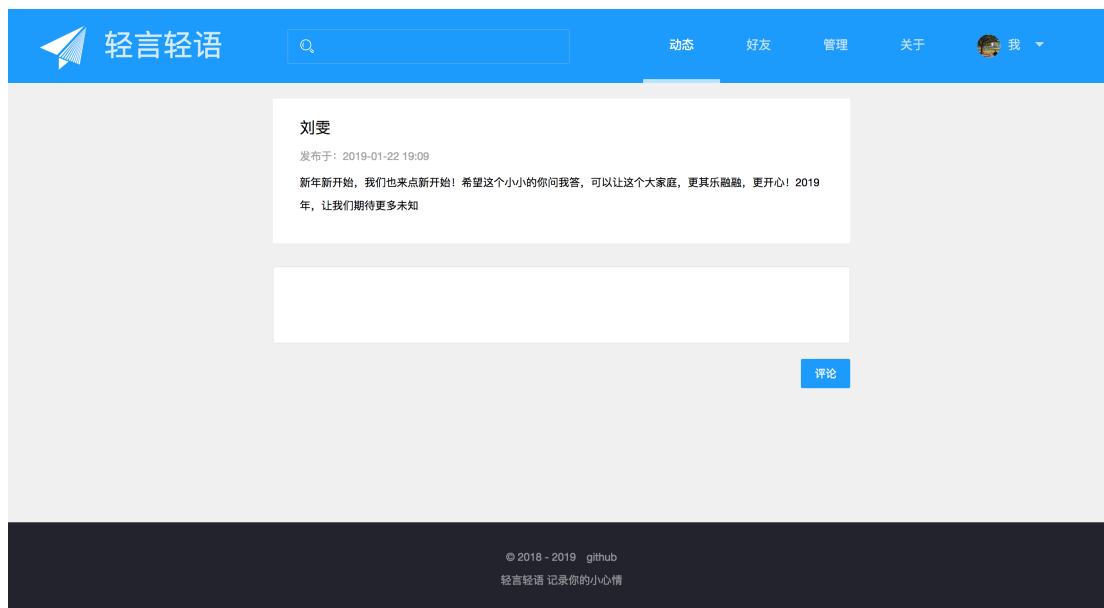 轻言轻语
动态 好友 管理 关于 我
刘雯
发布于：2019-01-22 19:09
新年新开始，我们也来点新开始！希望这个小小的你问我答，可以让这个大家庭，更其乐融融，更开心！2019
年，让我们期待更多未知
评论
© 2018 - 2019 github
轻言轻语 记录你的小心情